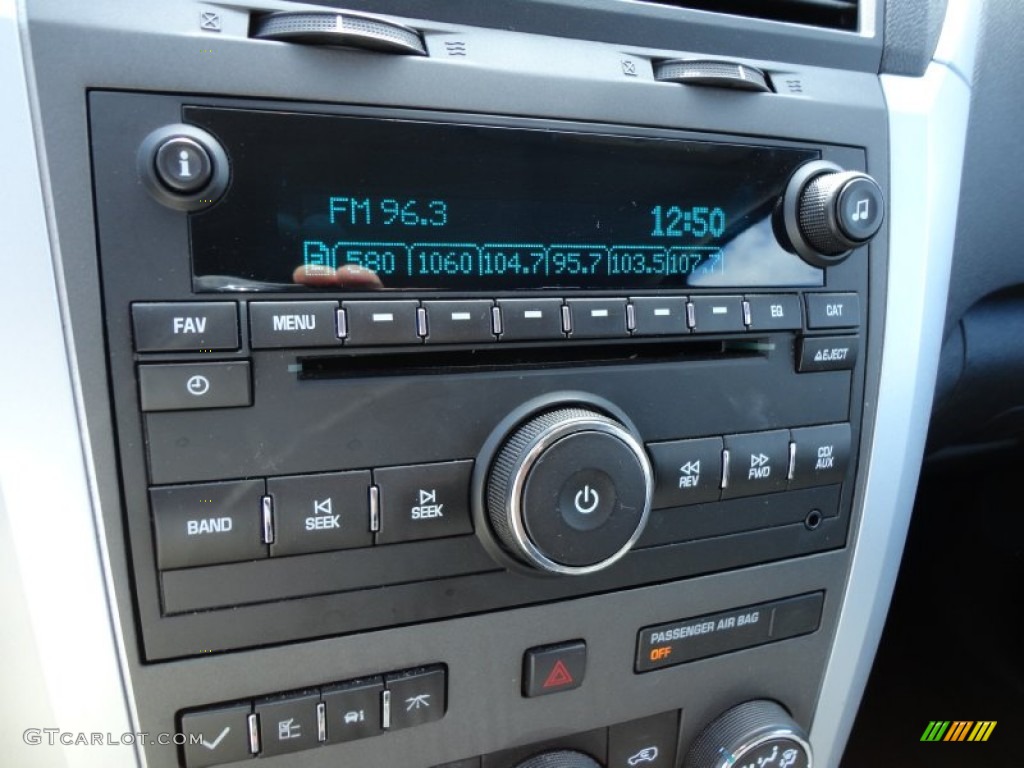 i
FM 96.3 12:50
580 1060 104.7 95.7 103.5 107.7
FAV MENU EQ CAT
EJECT
REV FWD CD/
AUX
BAND SEEK SEEK
PASSENGER AIR BAG
OFF
GTCARLOT.COM